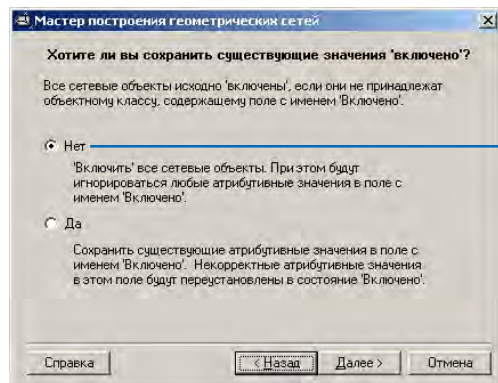 Мастер построения геометрических сетей
Хотите ли вы сохранить существующие значения 'включено'?
Все сетевые объекты исходно 'включены', если они не принадлежат
объектному классу, содержащему поле с именем 'Включено'.
Нет
'Включить' все сетевые объекты. При этом будут
игнорироваться любые атрибутивные значения в поле с
именем 'Включено'.
Да
Сохранить существующие атрибутивные значения в поле с
именем 'Включено'. Некорректные атрибутивные значения
в этом поле будут переустановлены в состояние 'Включено'.
Справка
< Назад
Далее >
Отмена